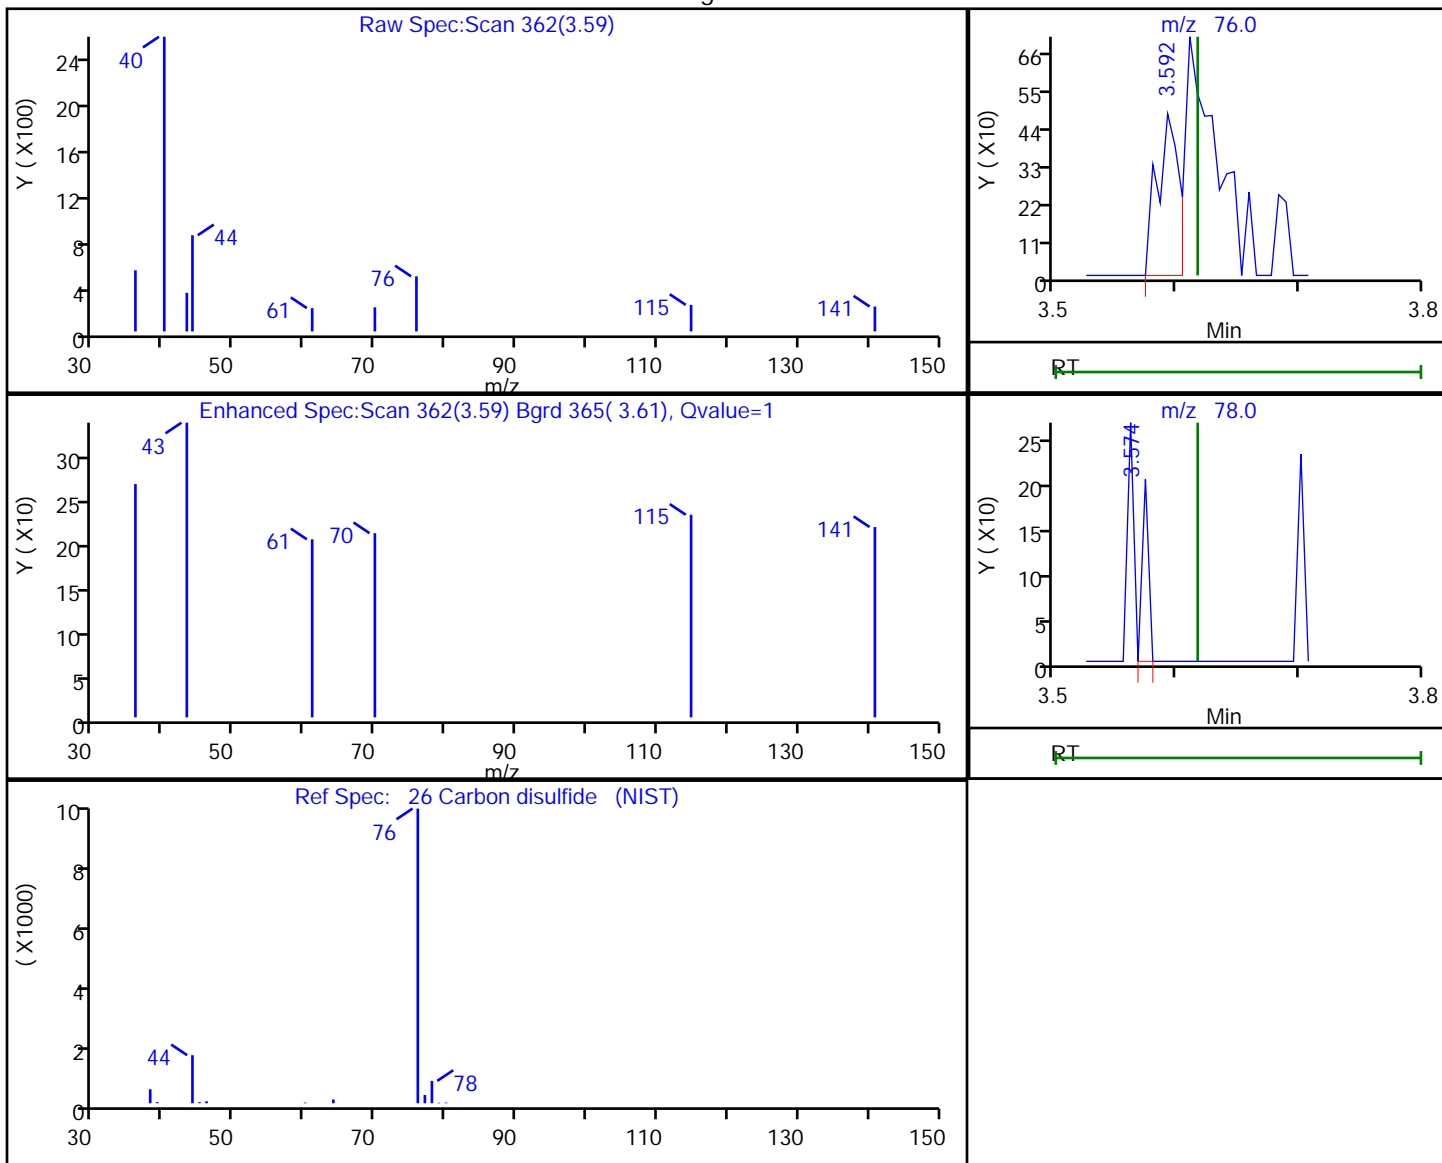 Raw Spec:Scan 362(3.59)
Y ( X100)
24
20
16
12
8
4
0
40
44
61
76
115
141
30 50 70 90 110 130 150
m/z
m/z 76.0
Y ( X10)
66
55
44
33
22
11
0
3.592
3.5 3.8
Min
RT
Enhanced Spec:Scan 362(3.59) Bgrd 365( 3.61), Qvalue=1
Y ( X10)
30
25
20
15
10
5
0
43
61
70
115
141
30 50 70 90 110 130 150
m/z
m/z 78.0
Y ( X10)
25
20
15
10
5
0
3.574
3.5 3.8
Min
RT
Ref Spec: 26 Carbon disulfide (NIST)
( X1000)
10
8
6
4
2
0
44
76
78
30 50 70 90 110 130 150